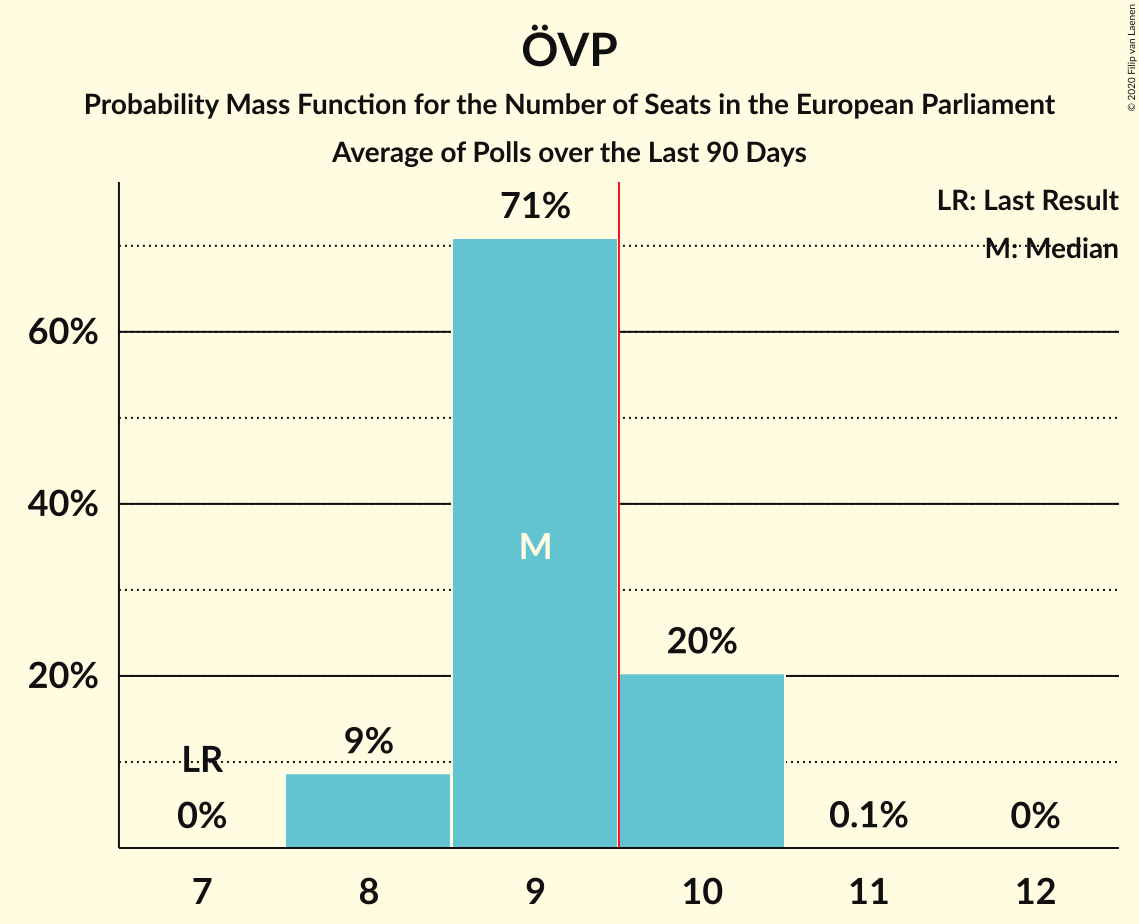 ÖVP
Probability Mass Function for the Number of Seats in the European Parliament
Average of Polls over the Last 90 Days
© 2020 Filip van Laenen
LR: Last Result
M: Median
71%
60%
40%
M
20%
20%
9%
LR
0%
0.1%
0%
7 8 9 10 11 12